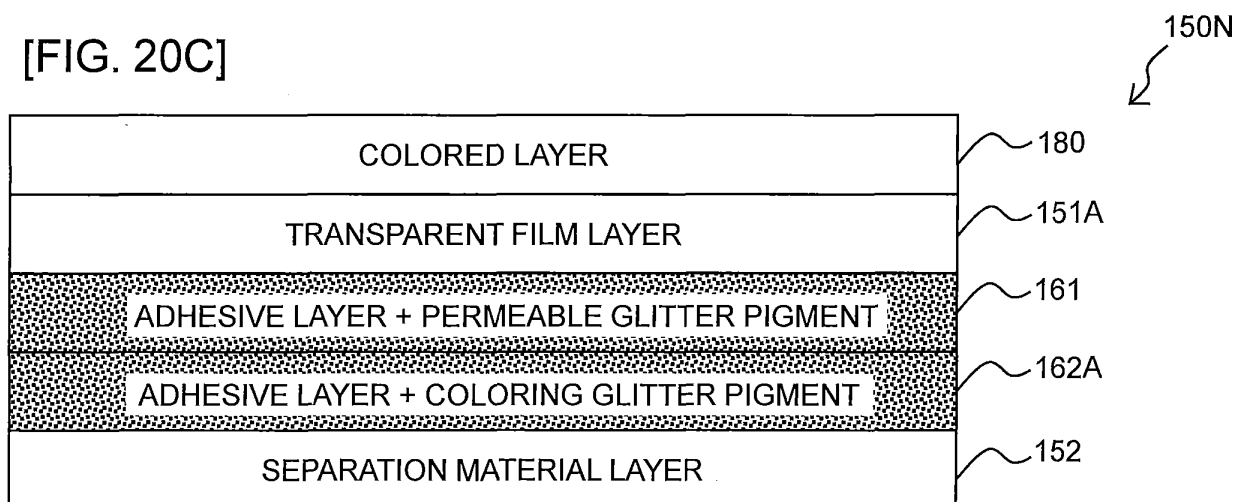 [FIG. 20C]
150N
COLORED LAYER 180
TRANSPARENT FILM LAYER 151A
ADHESIVE LAYER + PERMEABLE GLITTER PIGMENT 161
ADHESIVE LAYER + COLORING GLITTER PIGMENT 162A
SEPARATION MATERIAL LAYER 152